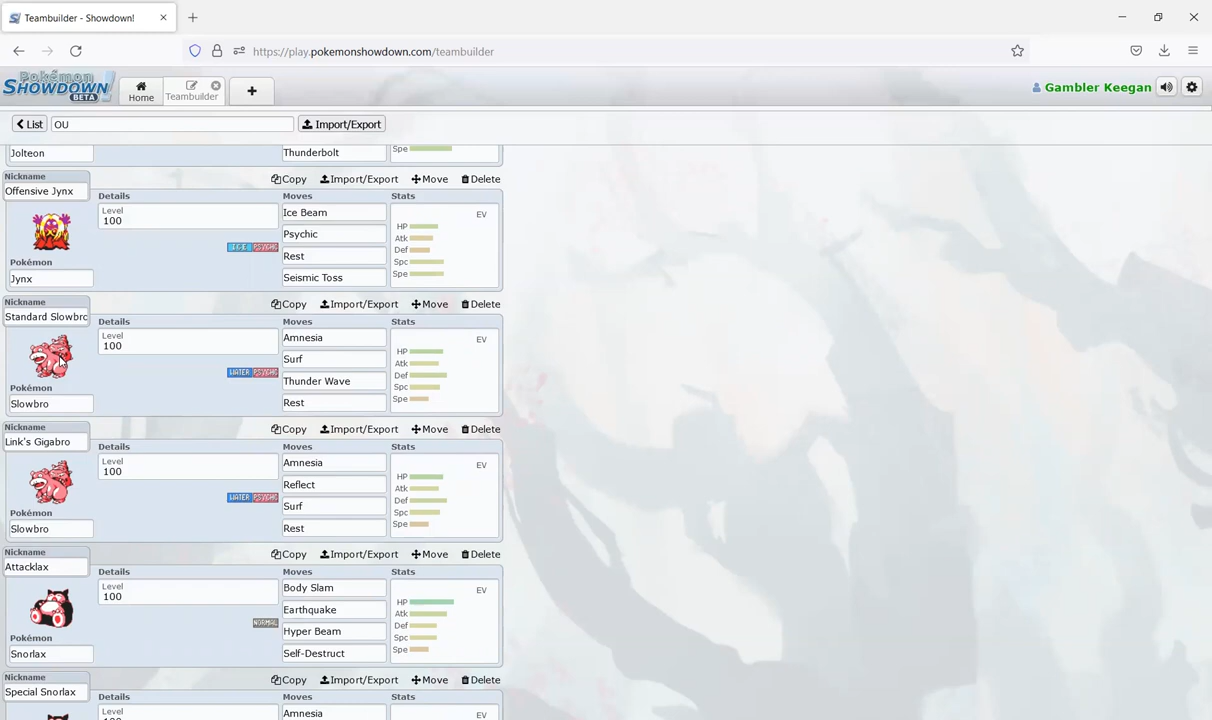 Teambuilder - Showdown!
https://play.pokemonshowdown.com/teambuilder
Pokémon
SHOWDOWN!
BETA
Home
Teambuilder
Gambler Keegan
List
OU
Import/Export
Jolteon
Thunderbolt
Spe
Nickname
Offensive Jynx
Copy
Import/Export
Move
Delete
Details
Moves
Stats
Level
100
ICE PSYCHC
Pokémon
Jynx
Ice Beam
Psychic
Rest
Seismic Toss
EV
HP
Atk
Def
Spc
Spe
Nickname
Standard Slowbro
Copy
Import/Export
Move
Delete
Details
Moves
Stats
Level
100
WATER PSYCHC
Pokémon
Slowbro
Amnesia
Surf
Thunder Wave
Rest
EV
HP
Atk
Def
Spc
Spe
Nickname
Link's Gigabro
Copy
Import/Export
Move
Delete
Details
Moves
Stats
Level
100
WATER PSYCHC
Pokémon
Slowbro
Amnesia
Reflect
Surf
Rest
EV
HP
Atk
Def
Spc
Spe
Nickname
Attacklax
Copy
Import/Export
Move
Delete
Details
Moves
Stats
Level
100
NORMAL
Pokémon
Snorlax
Body Slam
Earthquake
Hyper Beam
Self-Destruct
EV
HP
Atk
Def
Spc
Spe
Nickname
Special Snorlax
Copy
Import/Export
Move
Delete
Details
Moves
Stats
Level
100
Amnesia
EV